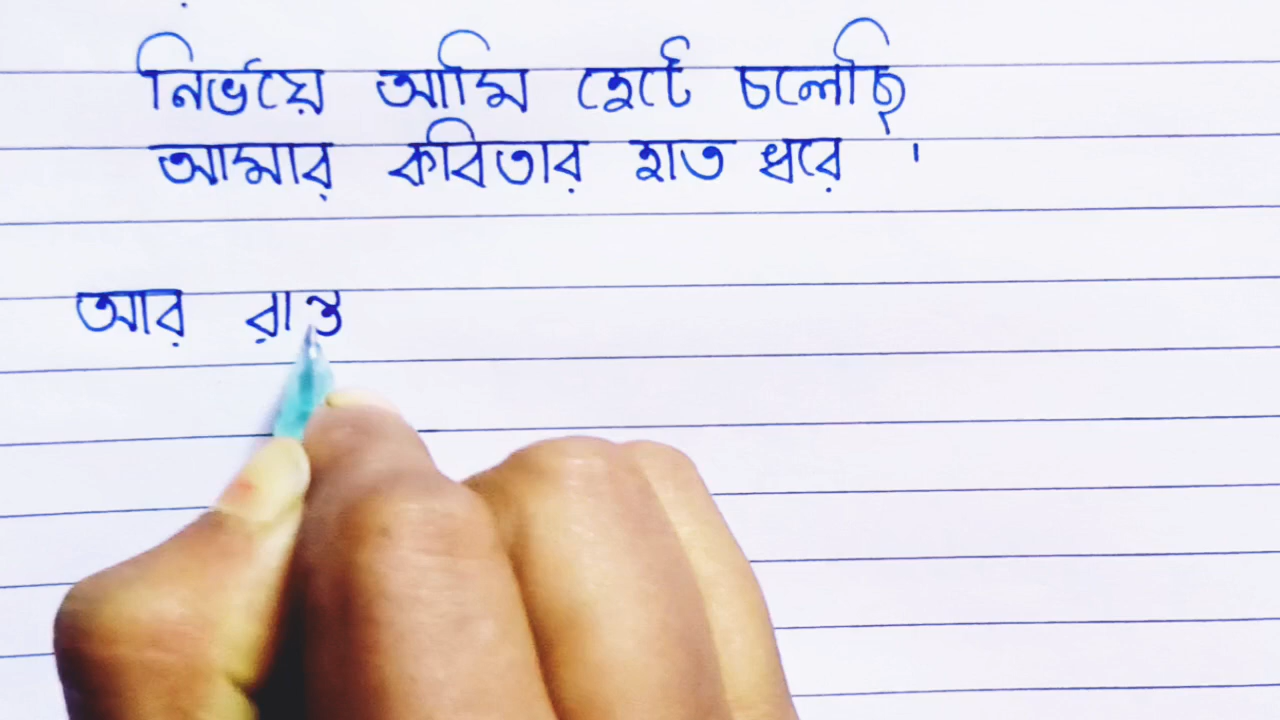 নির্ভয়ে আমি হেটে চলেছি
আমার কবিতার হাত ধরে ।
আর